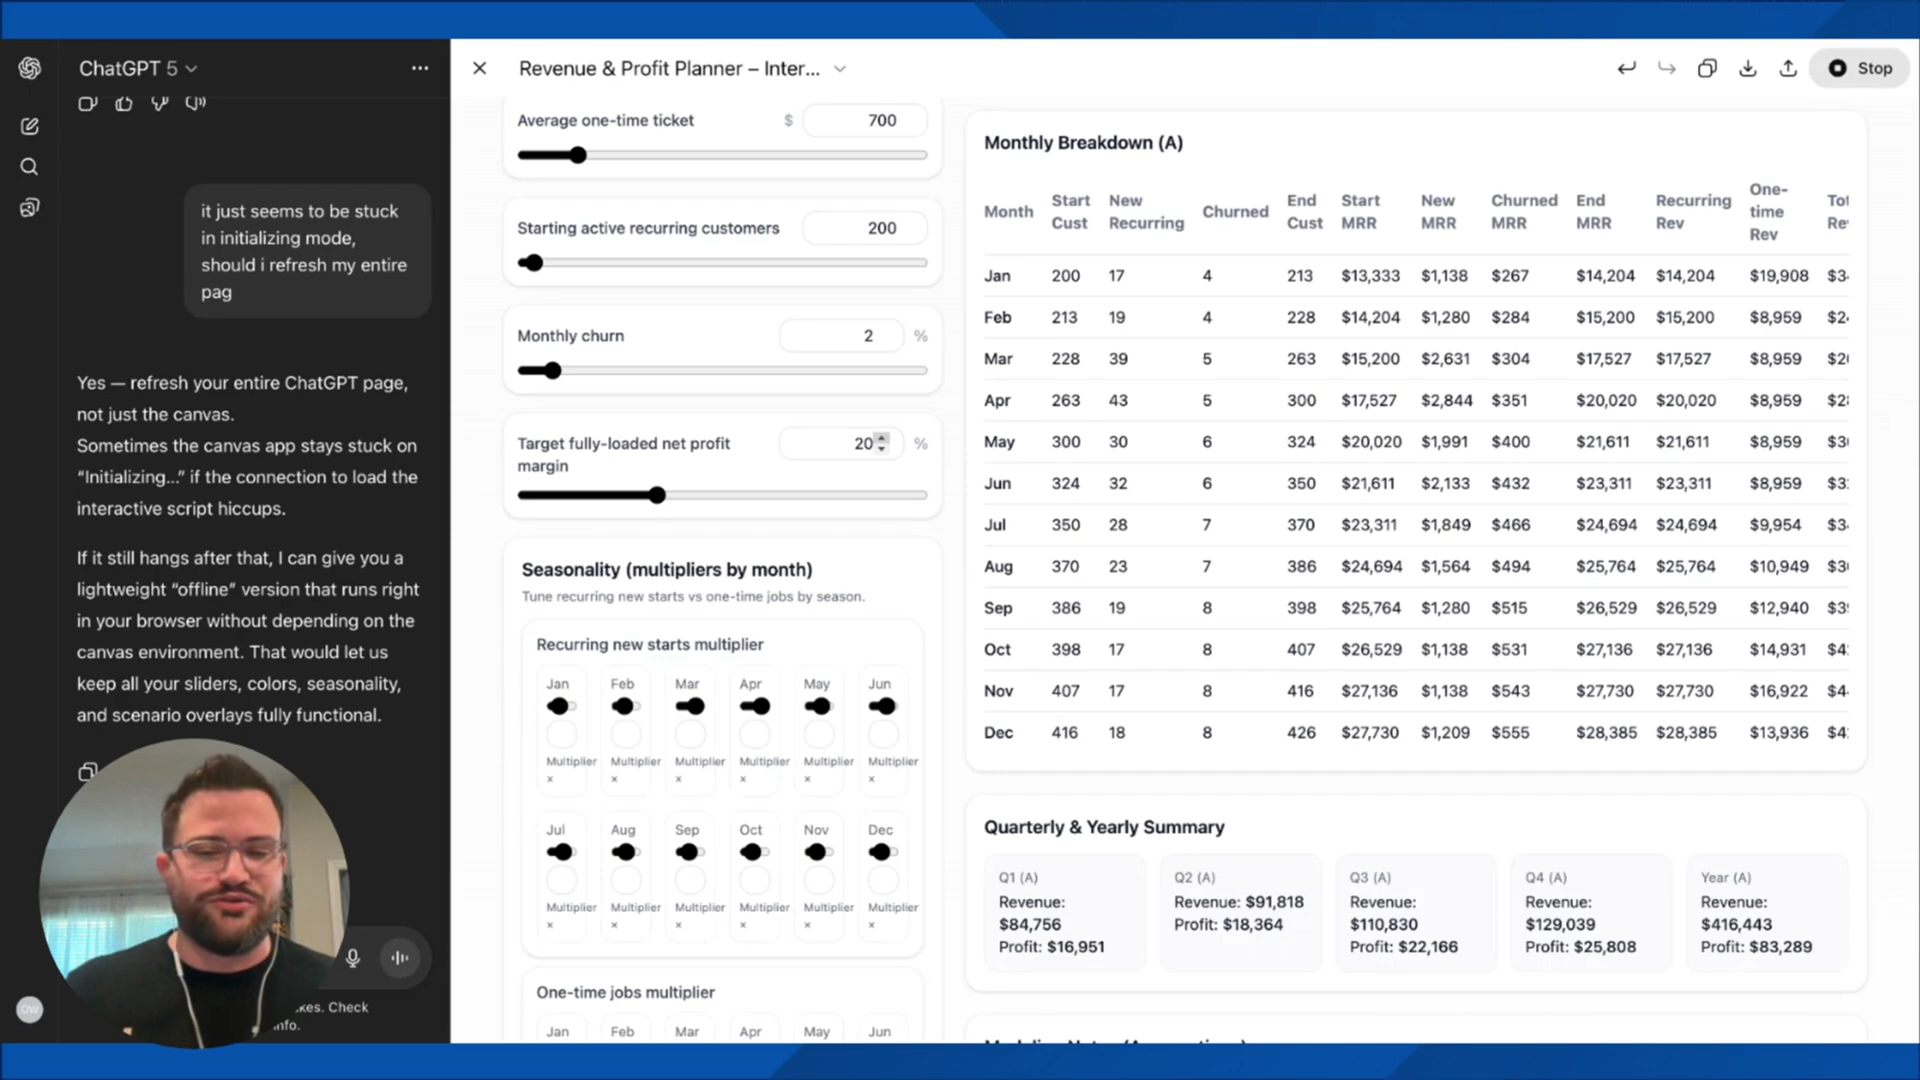 ChatGPT 5
it just seems to be stuck
in initializing mode,
should i refresh my entire
pag
Yes — refresh your entire ChatGPT page,
not just the canvas.
Sometimes the canvas app stays stuck on
“Initializing...” if the connection to load the
interactive script hiccups.
If it still hangs after that, I can give you a
lightweight “offline” version that runs right
in your browser without depending on the
canvas environment. That would let us
keep all your sliders, colors, seasonality,
and scenario overlays fully functional.
kes. Check
nfo.
Revenue & Profit Planner – Inter...
Stop
Average one-time ticket $ 700
Starting active recurring customers 200
Monthly churn 2 %
Target fully-loaded net profit 20 %
margin
Seasonality (multipliers by month)
Tune recurring new starts vs one-time jobs by season.
Recurring new starts multiplier
Jan Feb Mar Apr May Jun
Multiplier Multiplier Multiplier Multiplier Multiplier Multiplier
× × × × × ×
Jul Aug Sep Oct Nov Dec
Multiplier Multiplier Multiplier Multiplier Multiplier Multiplier
× × × × × ×
One-time jobs multiplier
Jan Feb Mar Apr May Jun
Monthly Breakdown (A)
Month Start Cust New Recurring Churned End Cust Start MRR New MRR Churned MRR End MRR Recurring Rev One-time Rev
Jan 200 17 4 213 $13,333 $1,138 $267 $14,204 $14,204 $19,908
Feb 213 19 4 228 $14,204 $1,280 $284 $15,200 $15,200 $8,959
Mar 228 39 5 263 $15,200 $2,631 $304 $17,527 $17,527 $8,959
Apr 263 43 5 300 $17,527 $2,844 $351 $20,020 $20,020 $8,959
May 300 30 6 324 $20,020 $1,991 $400 $21,611 $21,611 $8,959
Jun 324 32 6 350 $21,611 $2,133 $432 $23,311 $23,311 $8,959
Jul 350 28 7 370 $23,311 $1,849 $466 $24,694 $24,694 $9,954
Aug 370 23 7 386 $24,694 $1,564 $494 $25,764 $25,764 $10,949
Sep 386 19 8 398 $25,764 $1,280 $515 $26,529 $26,529 $12,940
Oct 398 17 8 407 $26,529 $1,138 $531 $27,136 $27,136 $14,931
Nov 407 17 8 416 $27,136 $1,138 $543 $27,730 $27,730 $16,922
Dec 416 18 8 426 $27,730 $1,209 $555 $28,385 $28,385 $13,936
Quarterly & Yearly Summary
Q1 (A)
Revenue:
$84,756
Profit: $16,951
Q2 (A)
Revenue: $91,818
Profit: $18,364
Q3 (A)
Revenue:
$110,830
Profit: $22,166
Q4 (A)
Revenue:
$129,039
Profit: $25,808
Year (A)
Revenue:
$416,443
Profit: $83,289